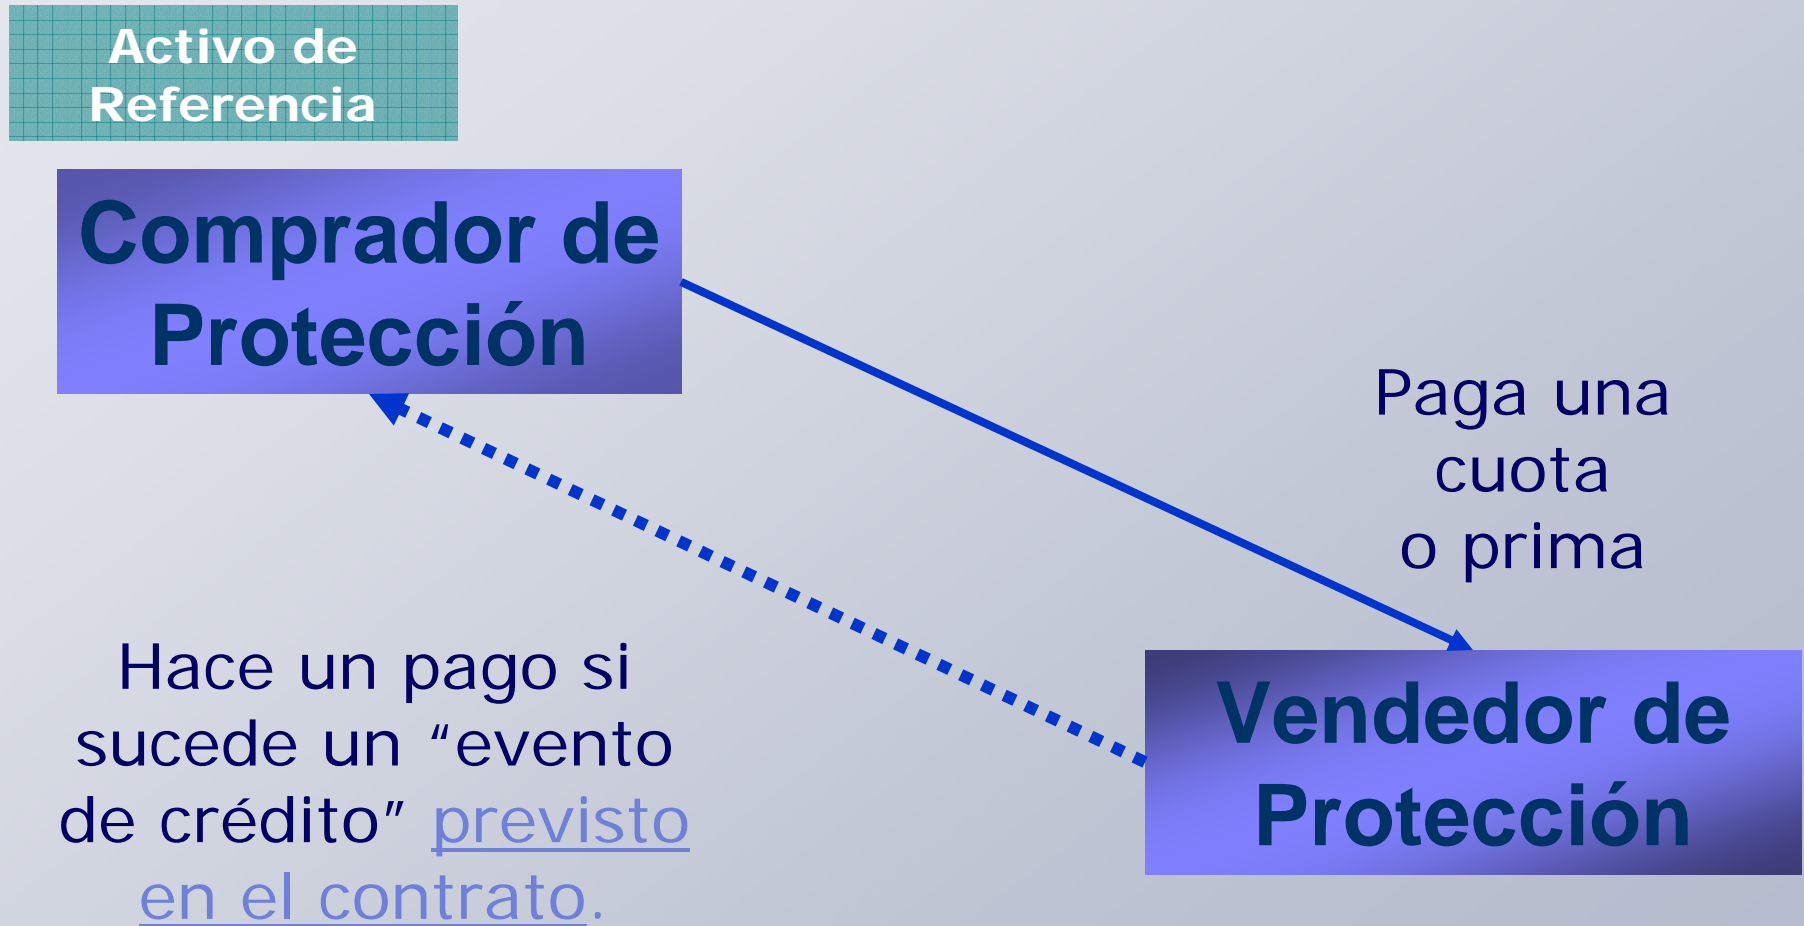 Activo de
Referencia
Comprador de
Protección
Paga una
cuota
o prima
Hace un pago si
sucede un “evento
de crédito” previsto
en el contrato.
Vendedor de
Protección